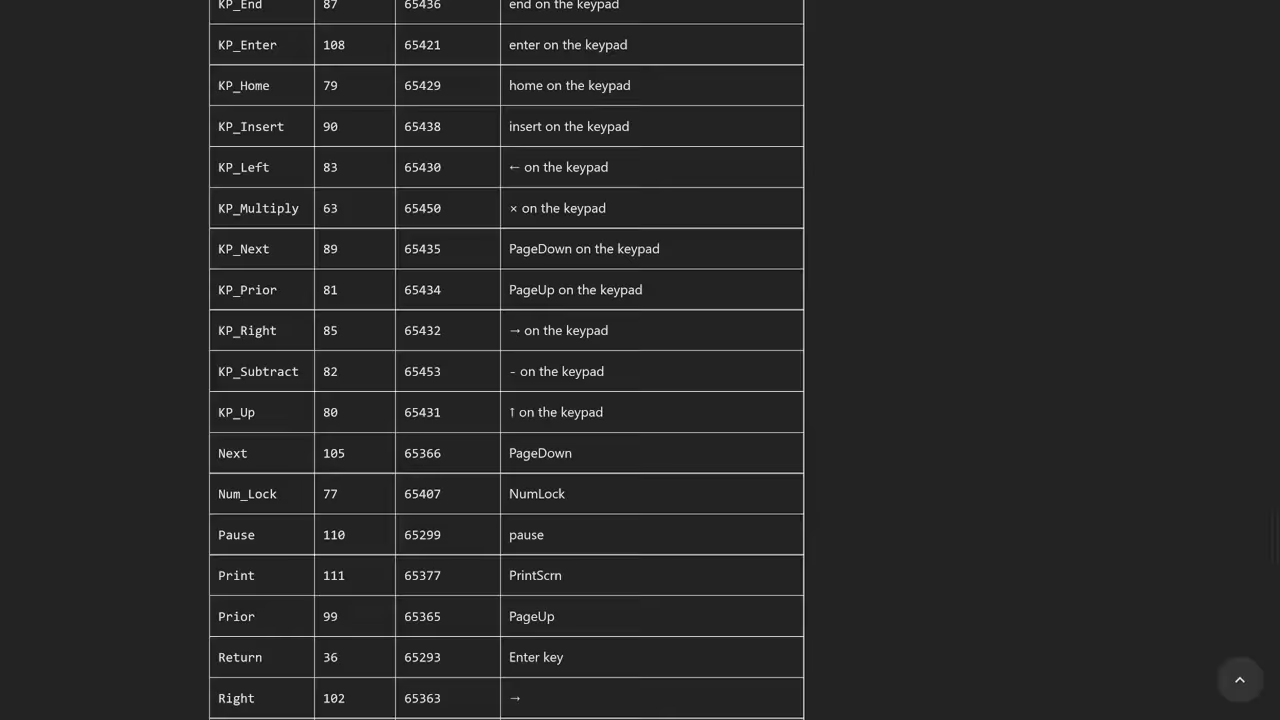 KP_End 87 65436 end on the keypad
KP_Enter 108 65421 enter on the keypad
KP_Home 79 65429 home on the keypad
KP_Insert 90 65438 insert on the keypad
KP_Left 83 65430 ← on the keypad
KP_Multiply 63 65450 × on the keypad
KP_Next 89 65435 PageDown on the keypad
KP_Prior 81 65434 PageUp on the keypad
KP_Right 85 65432 → on the keypad
KP_Subtract 82 65453 - on the keypad
KP_Up 80 65431 ↑ on the keypad
Next 105 65366 PageDown
Num_Lock 77 65407 NumLock
Pause 110 65299 pause
Print 111 65377 PrintScrn
Prior 99 65365 PageUp
Return 36 65293 Enter key
Right 102 65363 →